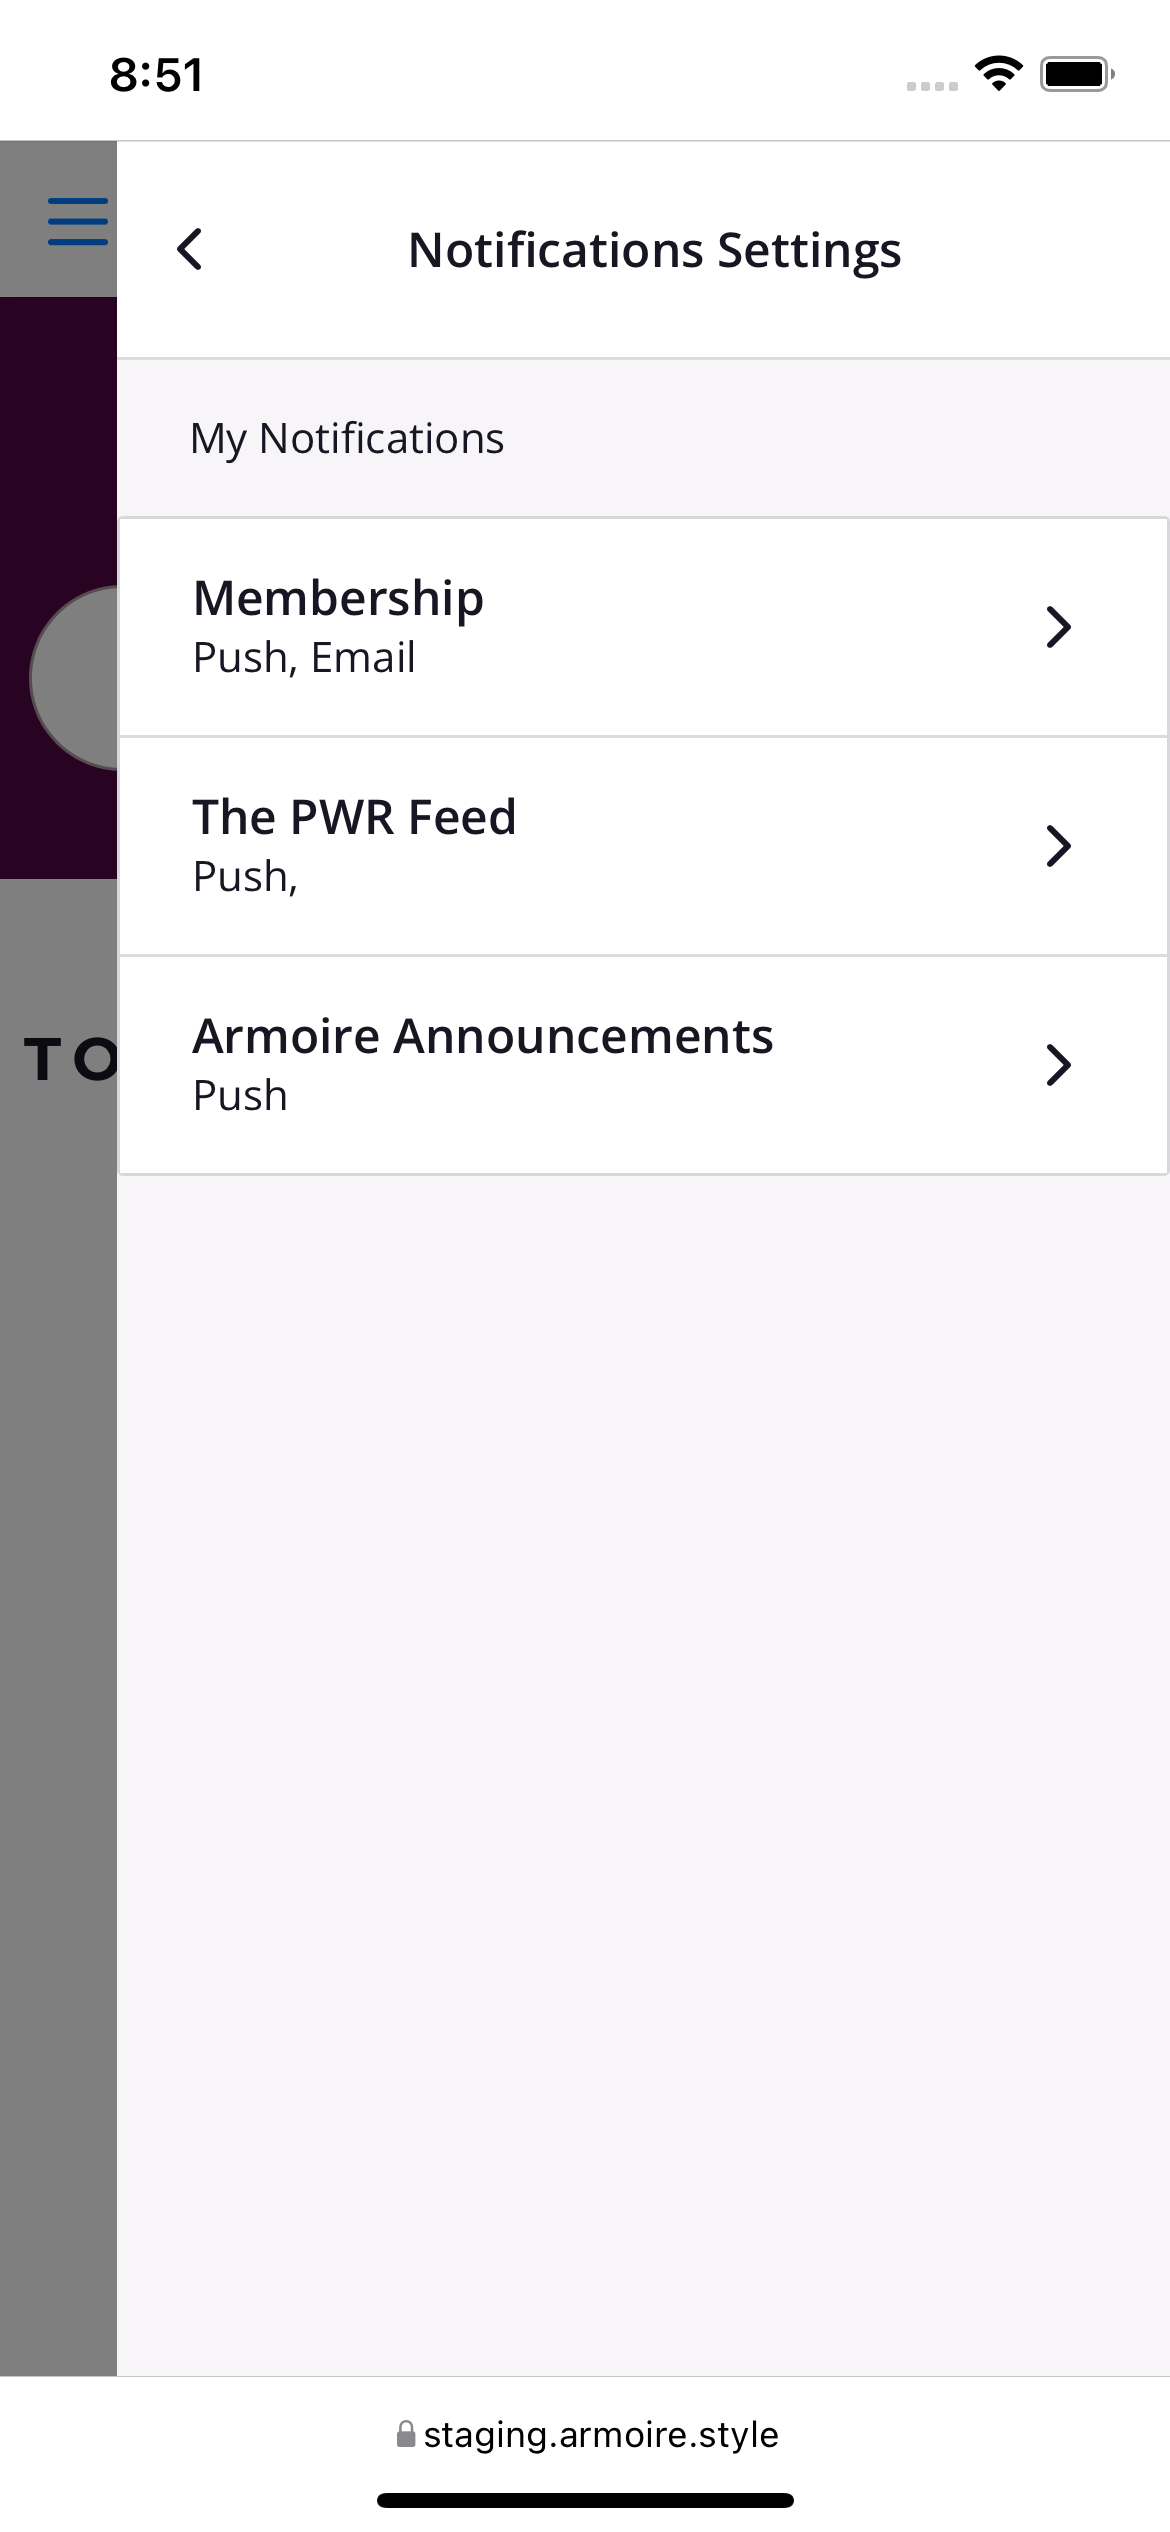 8:51
Notifications Settings
My Notifications
Membership
Push, Email
The PWR Feed
Push,
Armoire Announcements
Push
TO
staging.armoire.style